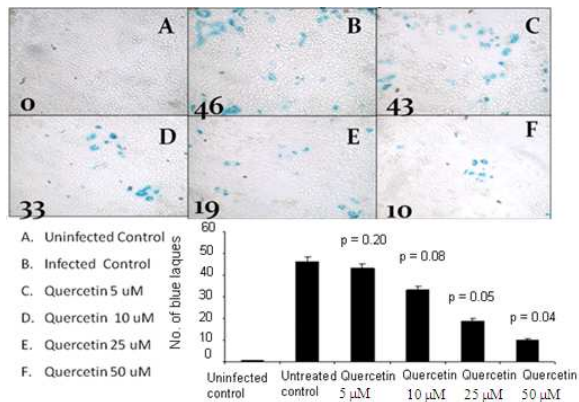 A
0
B
46
C
43
D
33
E
19
F
10
A. Uninfected Control
B. Infected Control
C. Quercetin 5 uM
D. Quercetin 10 uM
E. Quercetin 25 uM
F. Quercetin 50 uM
No. of blue laques
60
50
40
30
20
10
0
p = 0.20
p = 0.08
p = 0.05
p = 0.04
Uninfected control
Untreated control
Quercetin 5 µM
Quercetin 10 µM
Quercetin 25 µM
Quercetin 50 µM